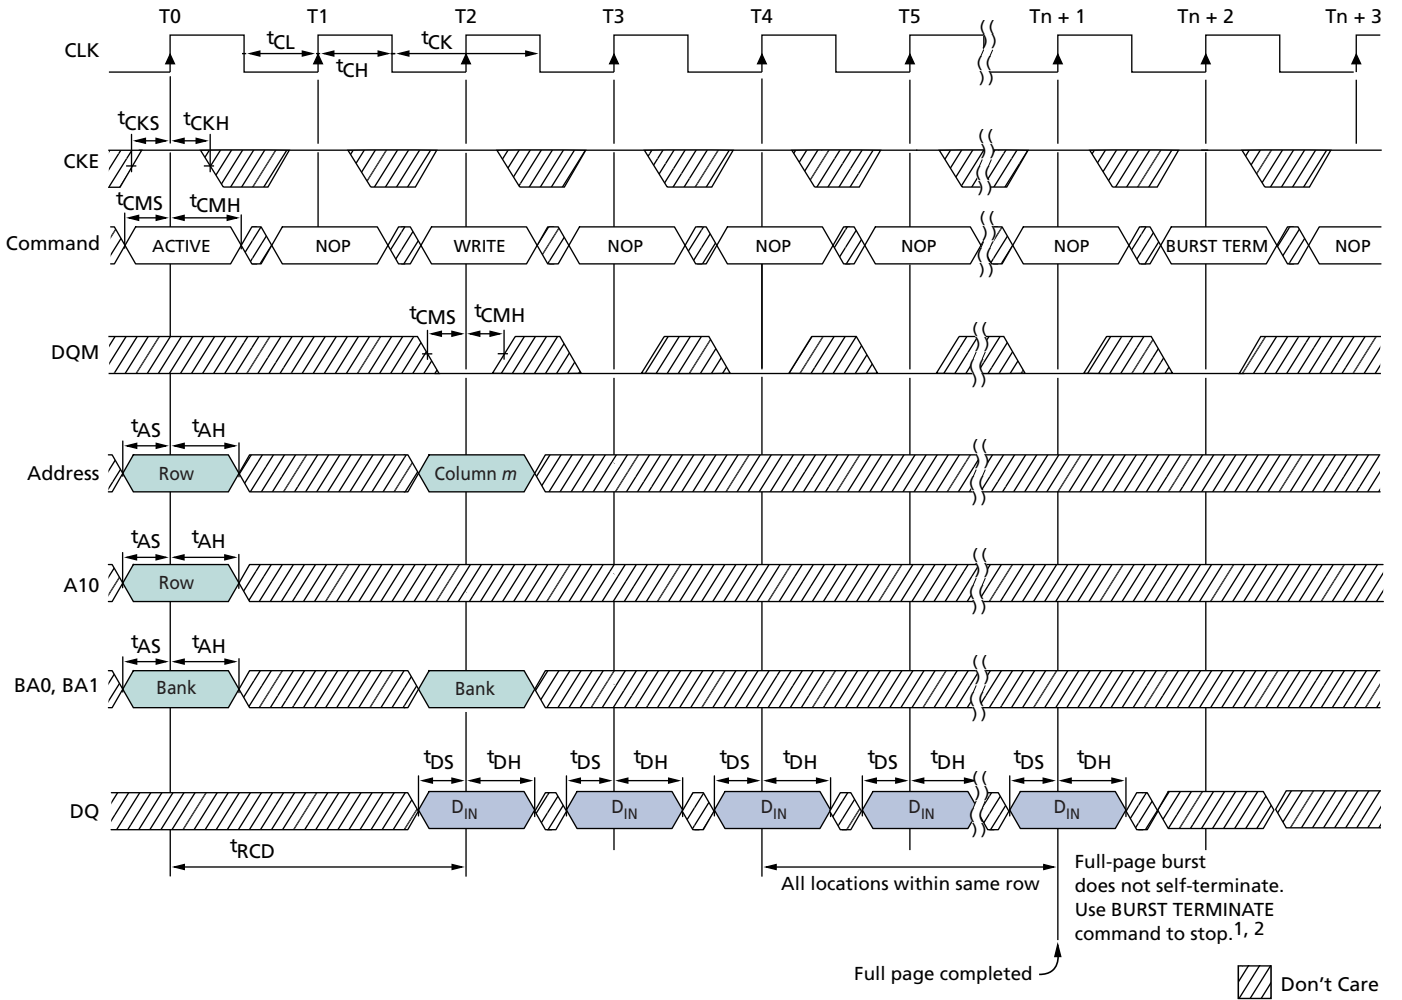 T0 T1 T2 T3 T4 T5 Tn + 1 Tn + 2 Tn + 3
CLK tCL tCH tCK
tCKS tCKH
CKE
tCMS tCMH
Command ACTIVE NOP WRITE NOP NOP NOP NOP BURST TERM NOP
tCMS tCMH
DQM
tAS tAH
Address Row Column m
tAS tAH
A10 Row
tAS tAH
BA0, BA1 Bank Bank
tDS tDH tDS tDH tDS tDH tDS tDH tDS tDH
DQ DIN DIN DIN DIN DIN
tRCD
All locations within same row
Full-page burst
does not self-terminate.
Use BURST TERMINATE
command to stop.1, 2
Full page completed
Don't Care